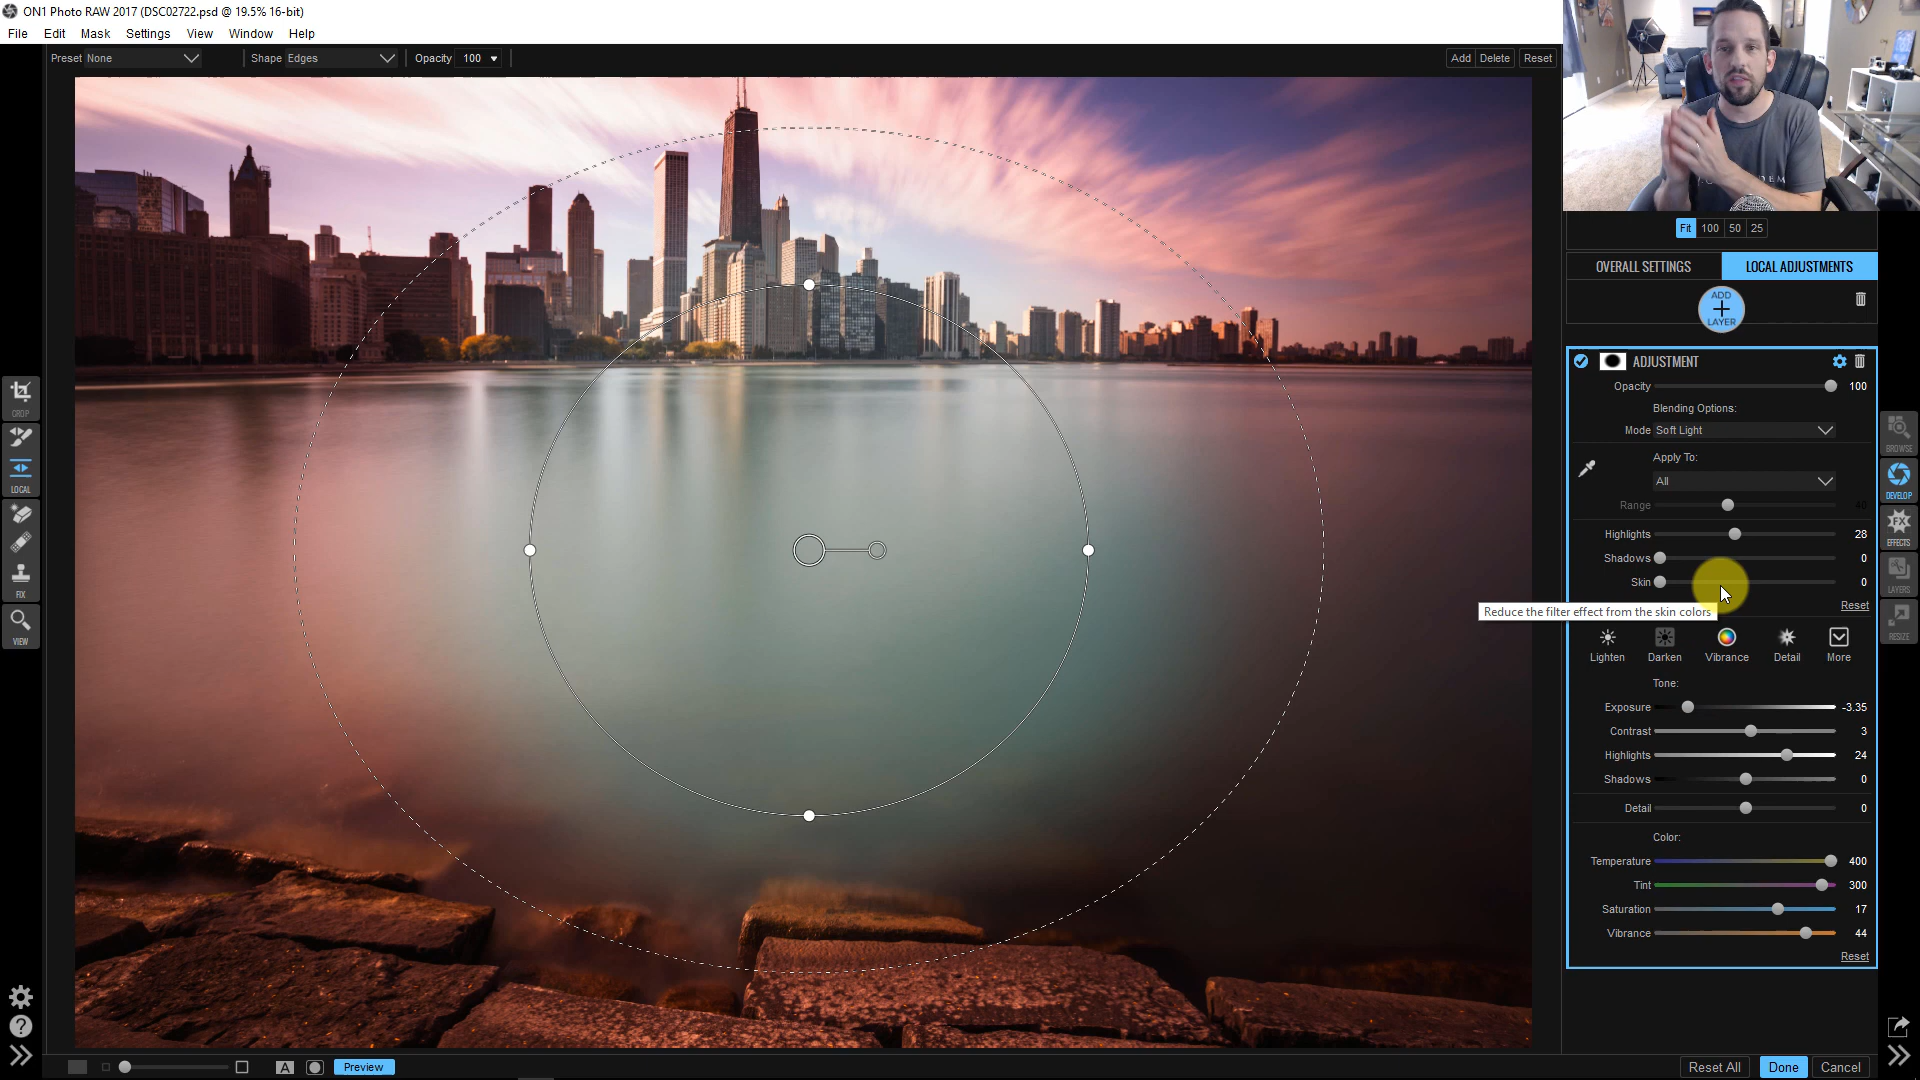 ON1 Photo RAW 2017 (DSC02722.psd @ 19.5% 16-bit)
File Edit Mask Settings View Window Help
Preset None Shape Edges Opacity 100 Add Delete Reset
Fit 100 50 25
OVERALL SETTINGS LOCAL ADJUSTMENTS
ADD
LAYER
ADJUSTMENT
Opacity 100
Blending Options:
Mode Soft Light
Apply To:
All
Range 40
Highlights 28
Shadows 0
Skin 0
Reset
Reduce the filter effect from the skin colors
Lighten Darken Vibrance Detail More
Tone:
Exposure -3.35
Contrast 3
Highlights 24
Shadows 0
Detail 0
Color:
Temperature 400
Tint 300
Saturation 17
Vibrance 44
Reset
CROP
LOCAL
FIX
VIEW
BROWSE
DEVELOP
FX
EFFECTS
LAYERS
RESIZE
A Preview Reset All Done Cancel